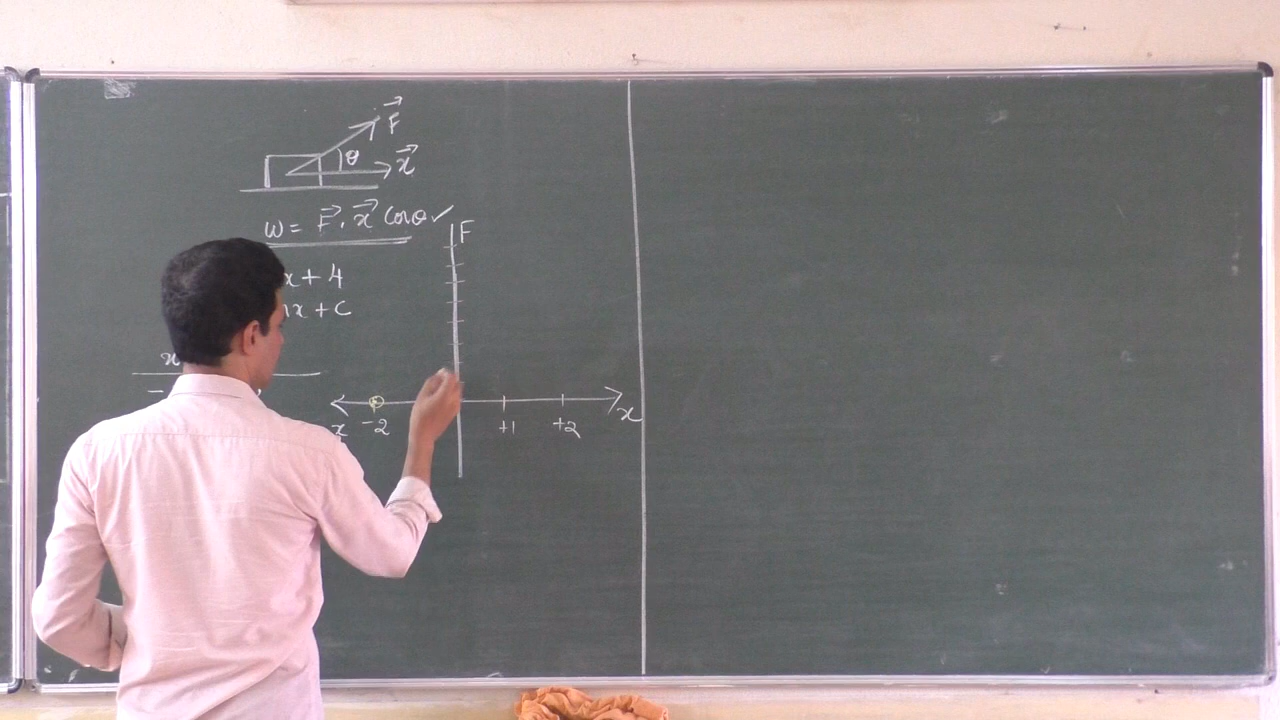 F
θ
x
W = F . x Cosθ ✓
F
x + 4
x + C
x
-
x -2 +1 +2 x